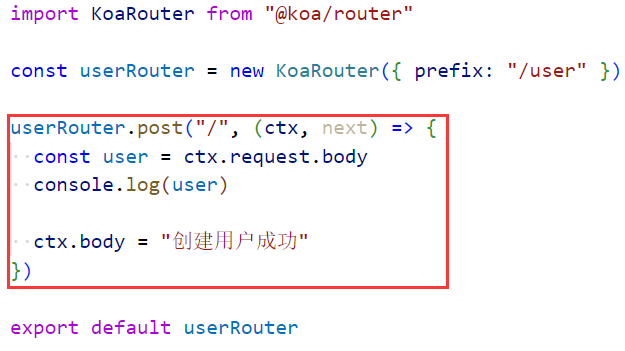 import KoaRouter from "@koa/router"
const userRouter = new KoaRouter({ prefix: "/user" })
userRouter.post("/", (ctx, next) => {
  const user = ctx.request.body
  console.log(user)
  ctx.body = "创建用户成功"
})
export default userRouter